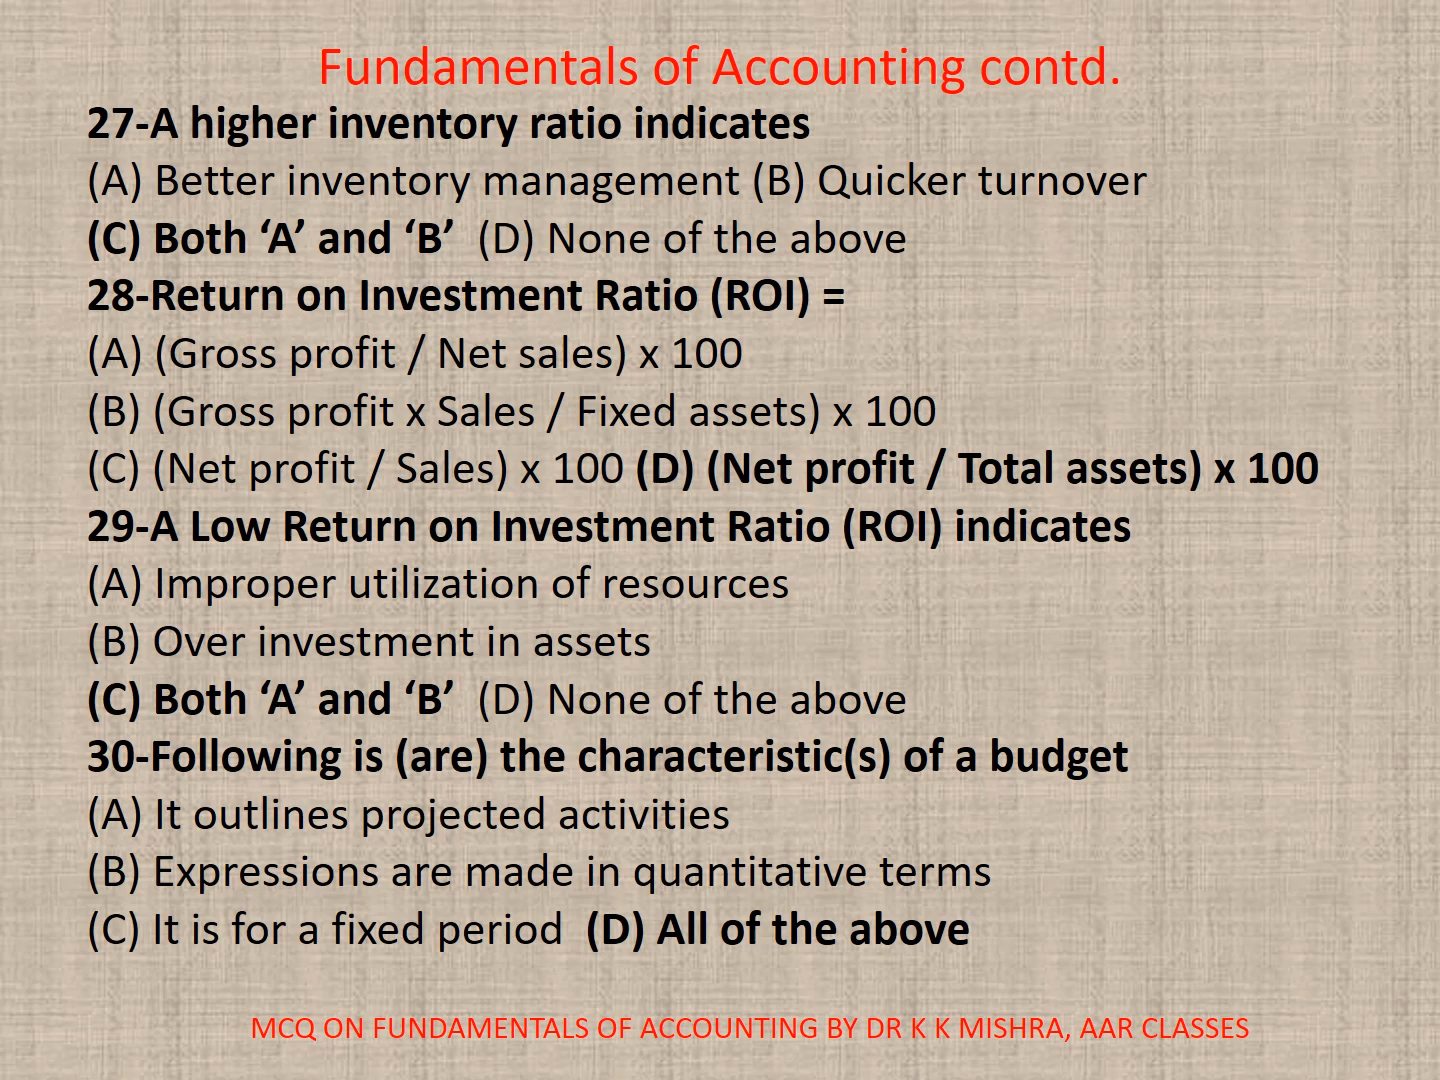 Fundamentals of Accounting contd.
27-A higher inventory ratio indicates
(A) Better inventory management (B) Quicker turnover
(C) Both ‘A’ and ‘B’ (D) None of the above
28-Return on Investment Ratio (ROI) =
(A) (Gross profit / Net sales) x 100
(B) (Gross profit x Sales / Fixed assets) x 100
(C) (Net profit / Sales) x 100 (D) (Net profit / Total assets) x 100
29-A Low Return on Investment Ratio (ROI) indicates
(A) Improper utilization of resources
(B) Over investment in assets
(C) Both ‘A’ and ‘B’ (D) None of the above
30-Following is (are) the characteristic(s) of a budget
(A) It outlines projected activities
(B) Expressions are made in quantitative terms
(C) It is for a fixed period (D) All of the above
MCQ ON FUNDAMENTALS OF ACCOUNTING BY DR K K MISHRA, AAR CLASSES